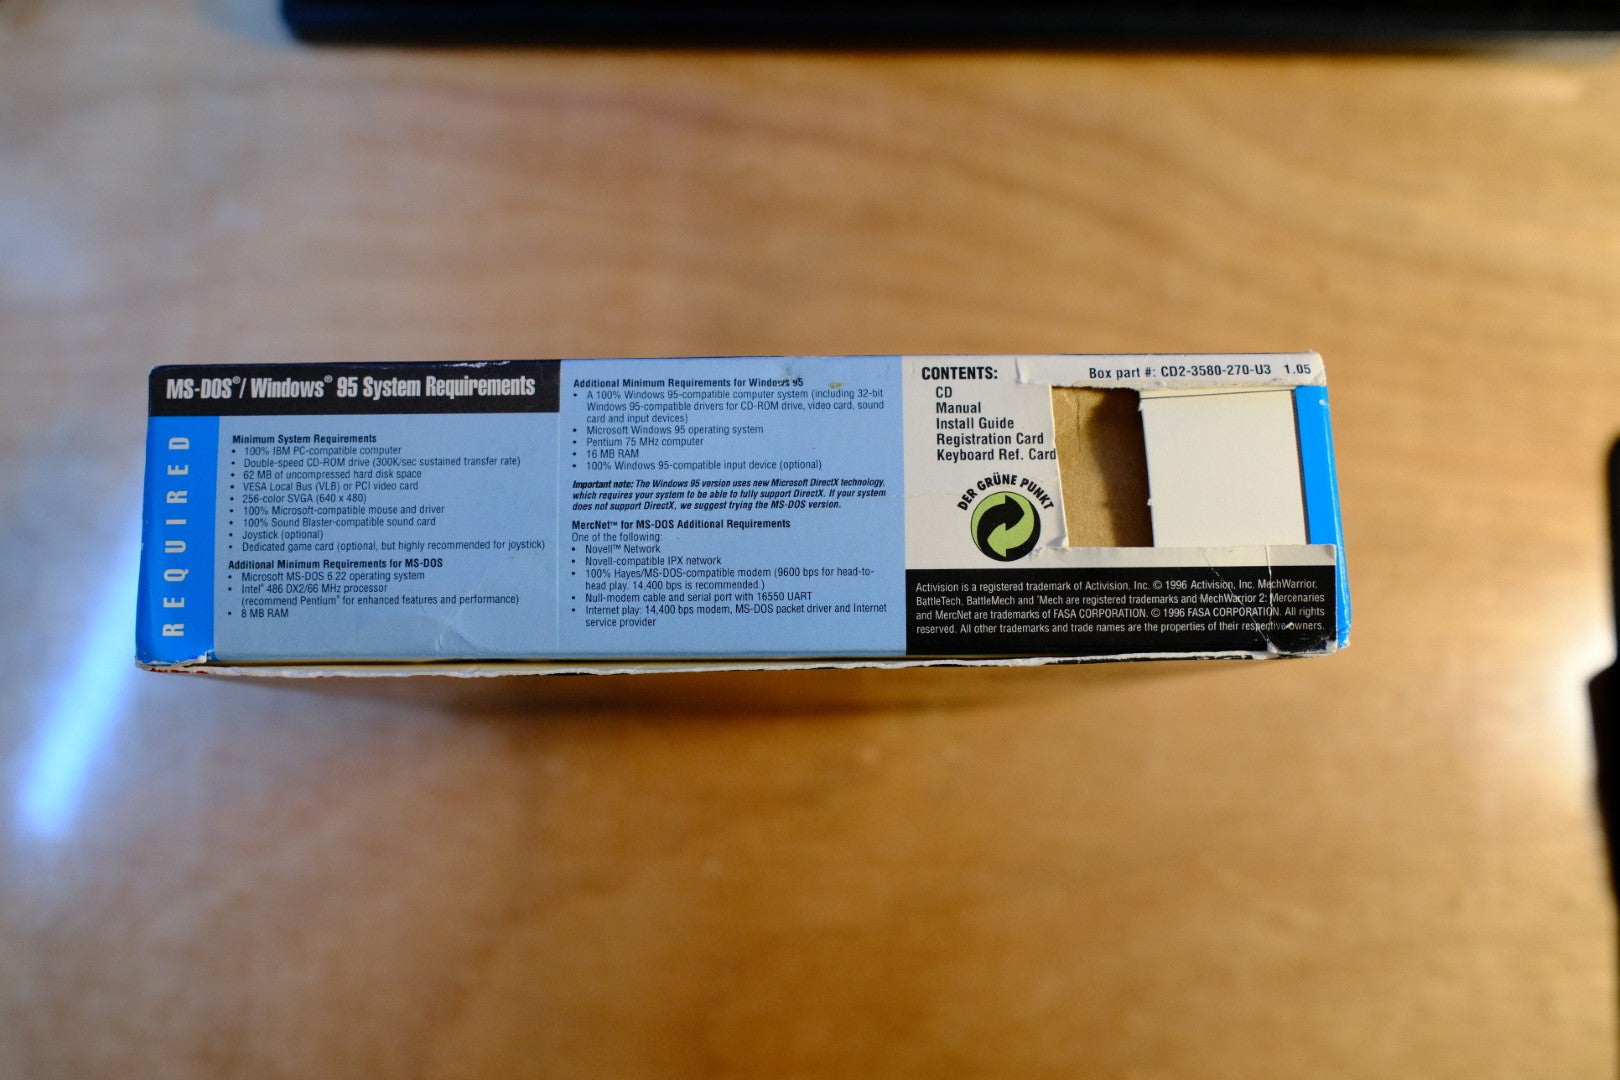 MS-DOS®/ Windows® 95 System Requirements
REQUIRED
Minimum System Requirements
• 100% IBM PC-compatible computer
• Double-speed CD-ROM drive (300K/sec sustained transfer rate)
• 62 MB of uncompressed hard disk space
• VESA Local Bus (VLB) or PCI video card
• 256-color SVGA (640 x 480)
• 100% Microsoft-compatible mouse and driver
• 100% Sound Blaster-compatible sound card
• Joystick (optional)
• Dedicated game card (optional, but highly recommended for joystick)
Additional Minimum Requirements for MS-DOS
• Microsoft MS-DOS 6.22 operating system
• Intel® 486 DX2/66 MHz processor
(recommend Pentium® for enhanced features and performance)
• 8 MB RAM
Additional Minimum Requirements for Windows 95
• A 100% Windows 95-compatible computer system (including 32-bit
Windows 95-compatible drivers for CD-ROM drive, video card, sound
card and input devices)
• Microsoft Windows 95 operating system
• Pentium 75 MHz computer
• 16 MB RAM
• 100% Windows 95-compatible input device (optional)
Important note: The Windows 95 version uses new Microsoft DirectX technology,
which requires your system to be able to fully support DirectX. If your system
does not support DirectX, we suggest trying the MS-DOS version.
MercNet™ for MS-DOS Additional Requirements
One of the following:
• Novell™ Network
• Novell-compatible IPX network
• 100% Hayes/MS-DOS-compatible modem (9600 bps for head-to-
head play. 14,400 bps is recommended.)
• Null-modem cable and serial port with 16550 UART
• Internet play: 14,400 bps modem, MS-DOS packet driver and Internet
service provider
CONTENTS:
CD
Manual
Install Guide
Registration Card
Keyboard Ref. Card
Box part #: CD2-3580-270-U3 1.05
DER GRÜNE PUNKT
Activision is a registered trademark of Activision, Inc. © 1996 Activision, Inc. MechWarrior,
BattleTech, BattleMech and 'Mech are registered trademarks and MechWarrior 2: Mercenaries
and MercNet are trademarks of FASA CORPORATION. © 1996 FASA CORPORATION. All rights
reserved. All other trademarks and trade names are the properties of their respective owners.